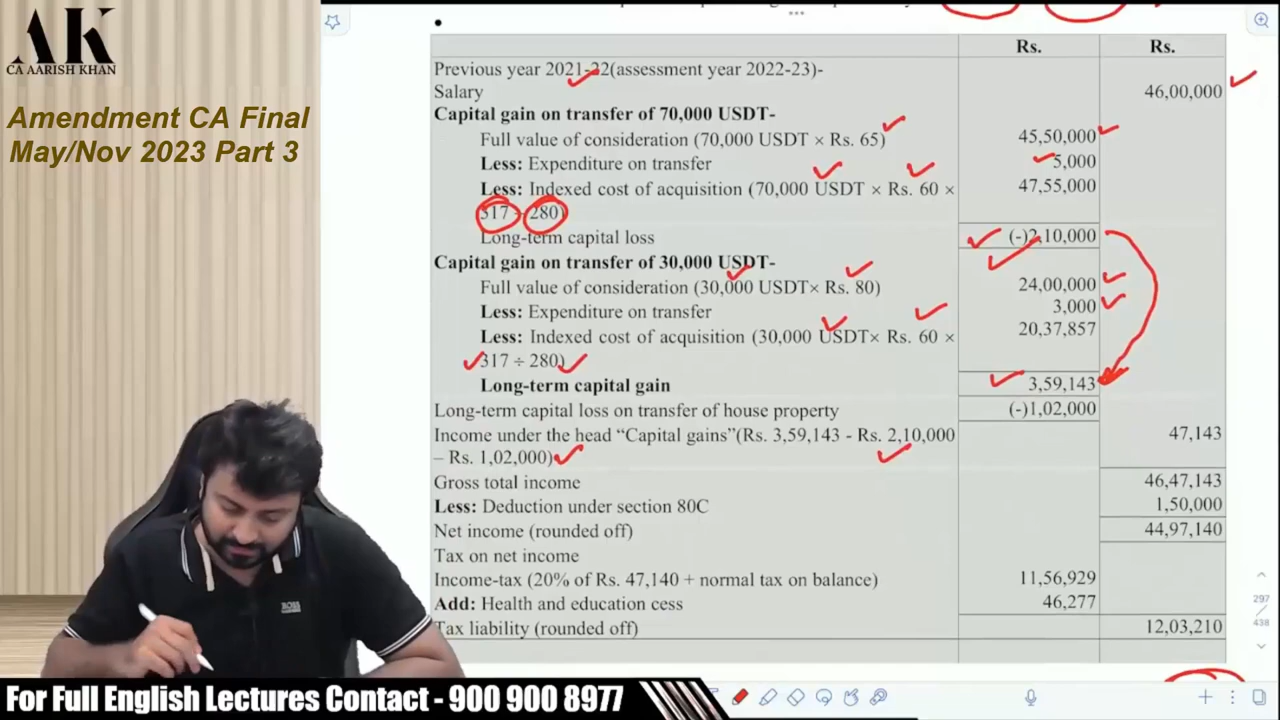 AK
CA AARISH KHAN
Amendment CA Final
May/Nov 2023 Part 3
Rs. Rs.
Previous year 2021-22(assessment year 2022-23)-
Salary 46,00,000
Capital gain on transfer of 70,000 USDT-
Full value of consideration (70,000 USDT × Rs. 65) 45,50,000
Less: Expenditure on transfer 5,000
Less: Indexed cost of acquisition (70,000 USDT × Rs. 60 × 47,55,000
317 ÷ 280)
Long-term capital loss (-)2,10,000
Capital gain on transfer of 30,000 USDT-
Full value of consideration (30,000 USDT× Rs. 80) 24,00,000
Less: Expenditure on transfer 3,000
Less: Indexed cost of acquisition (30,000 USDT× Rs. 60 × 20,37,857
317 ÷ 280)
Long-term capital gain 3,59,143
Long-term capital loss on transfer of house property (-)1,02,000
Income under the head “Capital gains”(Rs. 3,59,143 - Rs. 2,10,000 47,143
– Rs. 1,02,000)
Gross total income 46,47,143
Less: Deduction under section 80C 1,50,000
Net income (rounded off) 44,97,140
Tax on net income
Income-tax (20% of Rs. 47,140 + normal tax on balance) 11,56,929
Add: Health and education cess 46,277
Tax liability (rounded off) 12,03,210
297
438
BOSS
For Full English Lectures Contact - 900 900 8977